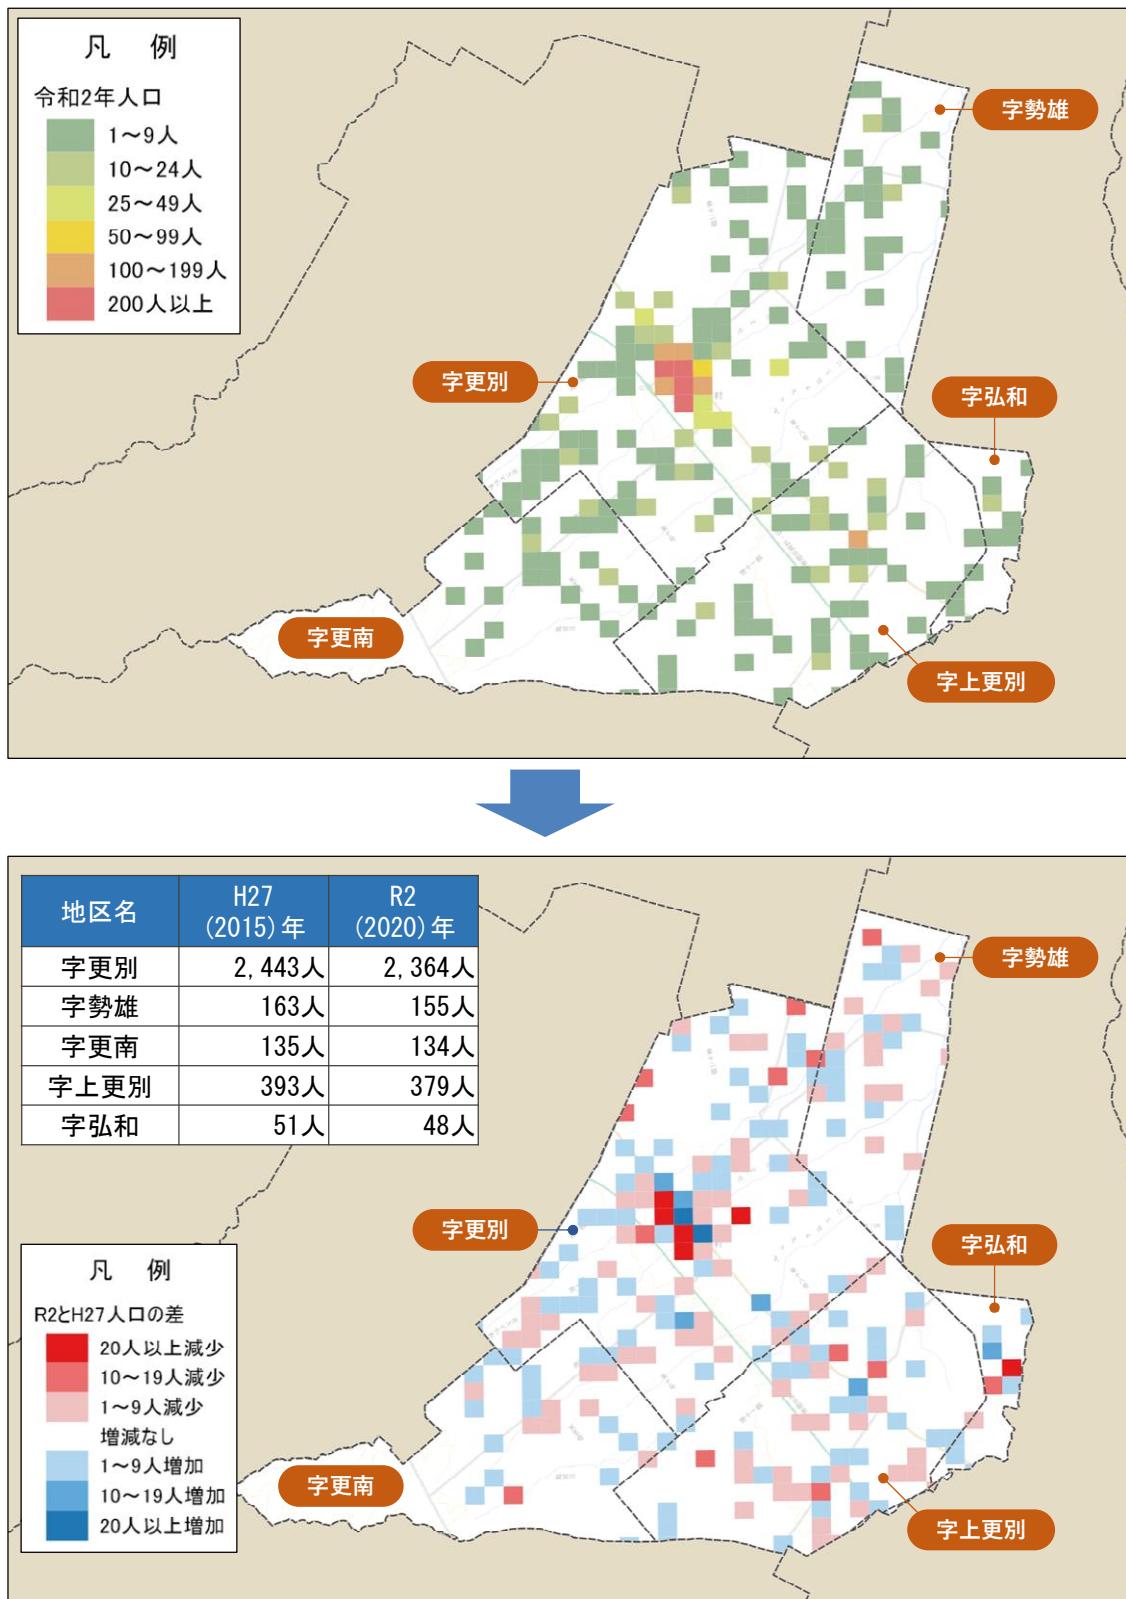 凡　例
令和2年人口
1～9人
10～24人
25～49人
50～99人
100～199人
200人以上
字勢雄
字更別
字弘和
字更南
字上更別
地区名 H27 (2015)年 R2 (2020)年
字更別 2,443人 2,364人
字勢雄 163人 155人
字更南 135人 134人
字上更別 393人 379人
字弘和 51人 48人
字勢雄
字更別
字弘和
凡　例
R2とH27人口の差
20人以上減少
10～19人減少
1～9人減少
増減なし
1～9人増加
10～19人増加
20人以上増加
字更南
字上更別